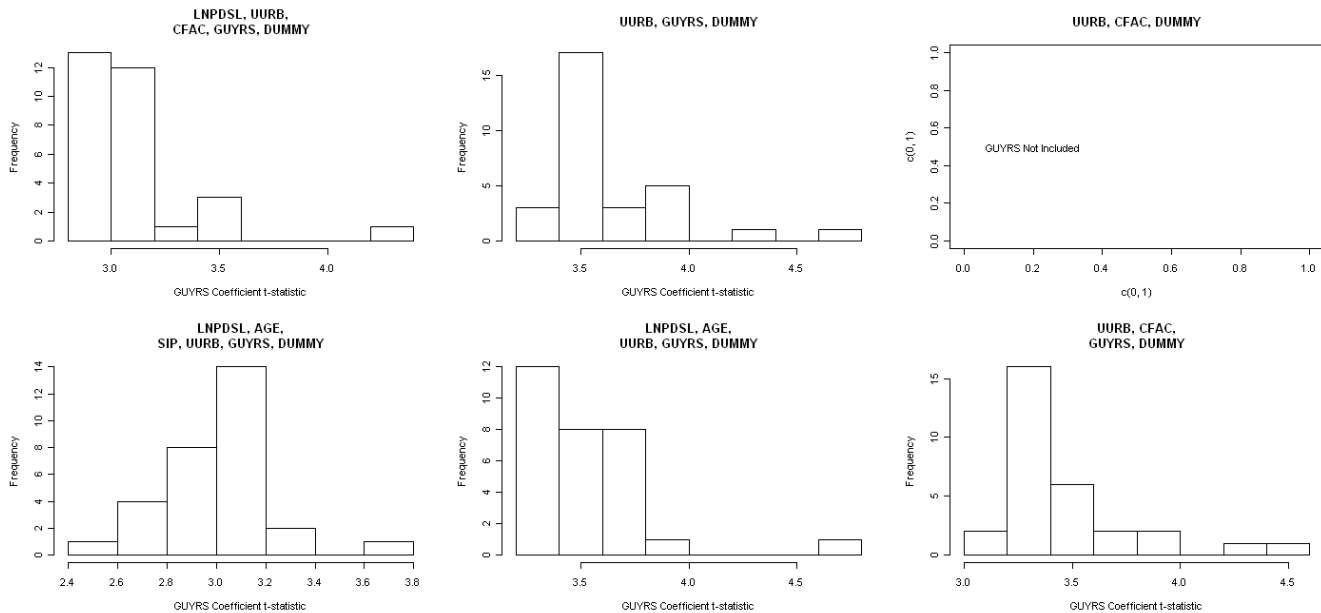 LNPDSL, UURB,
CFAC, GUYRS, DUMMY
Frequency
0 2 4 6 8 10 12
3.0 3.5 4.0
GUYRS Coefficient t-statistic
UURB, GUYRS, DUMMY
Frequency
0 5 10 15
3.5 4.0 4.5
GUYRS Coefficient t-statistic
UURB, CFAC, DUMMY
c(0, 1)
0.0 0.2 0.4 0.6 0.8 1.0
GUYRS Not Included
0.0 0.2 0.4 0.6 0.8 1.0
c(0, 1)
LNPDSL, AGE,
SIP, UURB, GUYRS, DUMMY
Frequency
0 2 4 6 8 10 12 14
2.4 2.6 2.8 3.0 3.2 3.4 3.6 3.8
GUYRS Coefficient t-statistic
LNPDSL, AGE,
UURB, GUYRS, DUMMY
Frequency
0 2 4 6 8 10 12
3.5 4.0 4.5
GUYRS Coefficient t-statistic
UURB, CFAC,
GUYRS, DUMMY
Frequency
0 5 10 15
3.0 3.5 4.0 4.5
GUYRS Coefficient t-statistic